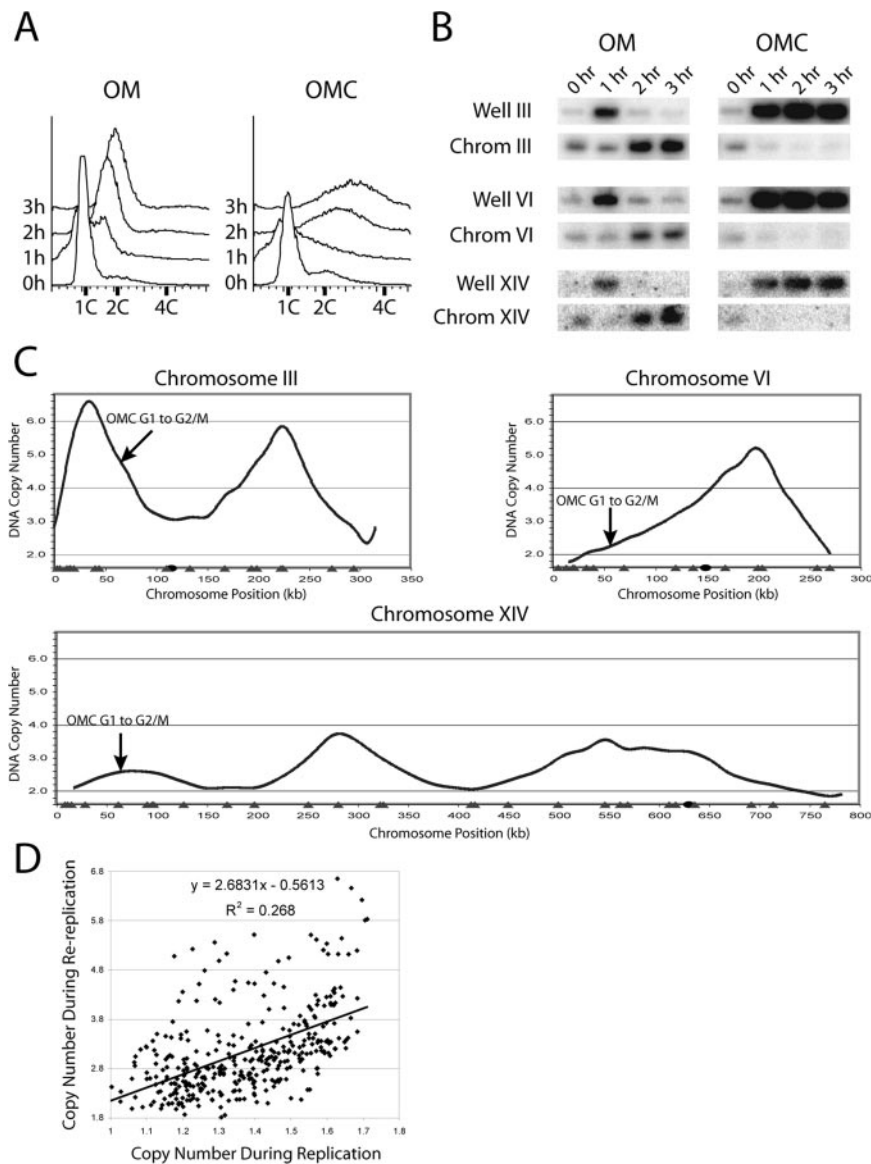 A
OM
OMC
3h
2h
1h
0h
1C 2C 4C
3h
2h
1h
0h
1C 2C 4C
B
OM
OMC
0 hr 1 hr 2 hr 3 hr
0 hr 1 hr 2 hr 3 hr
Well III
Chrom III
Well VI
Chrom VI
Well XIV
Chrom XIV
C
Chromosome III
DNA Copy Number
6.0
5.0
4.0
3.0
2.0
OMC G1 to G2/M
0 50 100 150 200 250 300 350
Chromosome Position (kb)
Chromosome VI
DNA Copy Number
6.0
5.0
4.0
3.0
2.0
OMC G1 to G2/M
0 50 100 150 200 250 300
Chromosome Position (kb)
Chromosome XIV
DNA Copy Number
6.0
5.0
4.0
3.0
2.0
OMC G1 to G2/M
0 50 100 150 200 250 300 350 400 450 500 550 600 650 700 750 800
Chromosome Position (kb)
D
Copy Number During Re-replication
6.8
5.8
4.8
3.8
2.8
1.8
y = 2.6831x - 0.5613
R² = 0.268
1 1.1 1.2 1.3 1.4 1.5 1.6 1.7 1.8
Copy Number During Replication